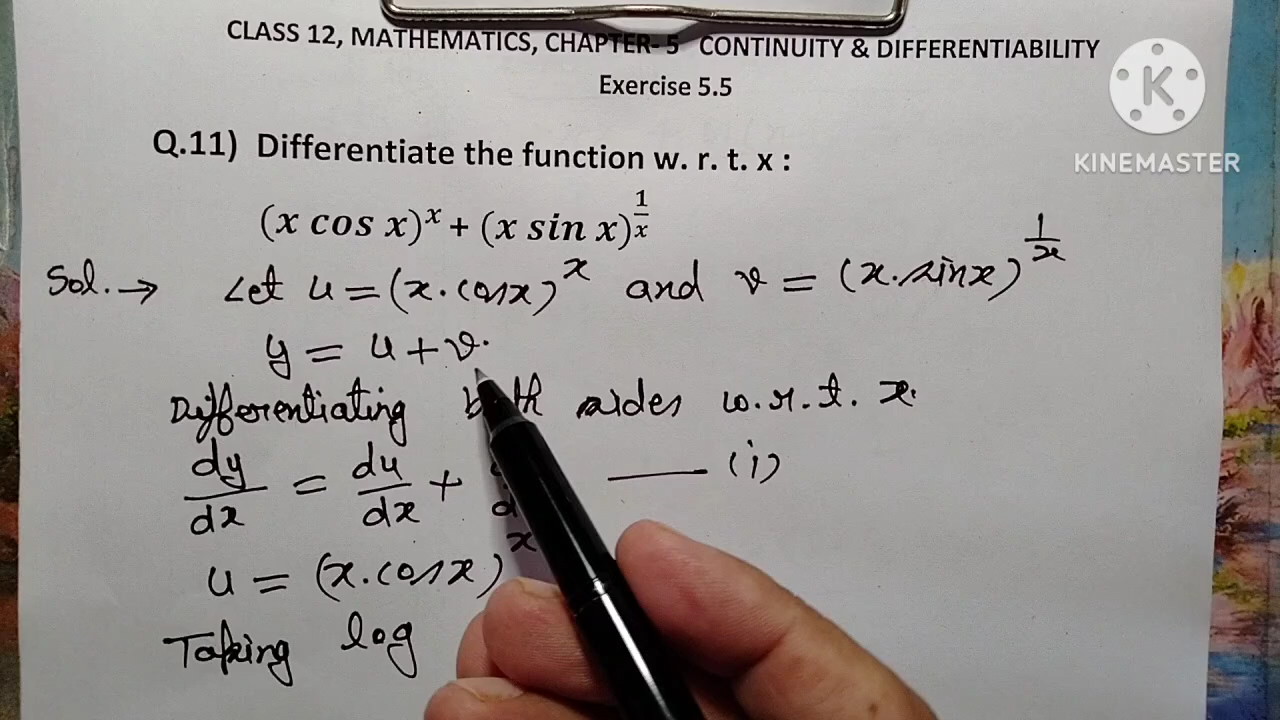 CLASS 12, MATHEMATICS, CHAPTER- 5 CONTINUITY & DIFFERENTIABILITY
Exercise 5.5
K
KINEMASTER
Q.11) Differentiate the function w. r. t. x :
(x cos x)^x + (x sin x)^{1/x}
Sol. → Let u = (x.cosx)^x and v = (x.sinx)^{1/x}
y = u + v.
Differentiating both sides w.r.t. x.
dy/dx = du/dx + d —— (i)
u = (x.cosx)^x
Taking log